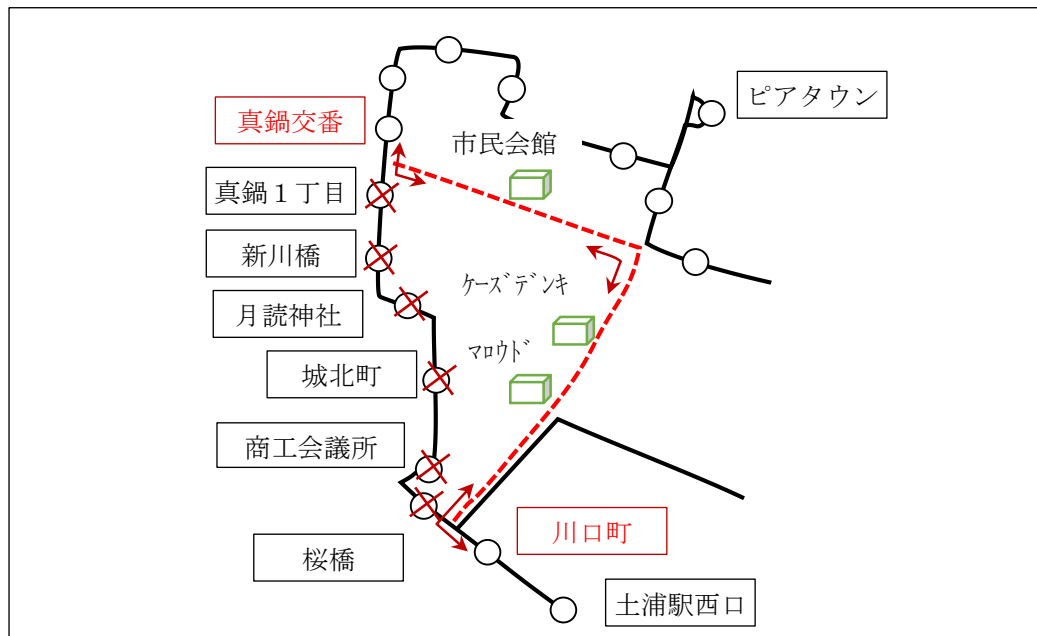 ピアタウン
真鍋交番
市民会館
真鍋１丁目
新川橋
ｹｰｽﾞﾃﾞﾝｷ
月読神社
ﾏﾛｳﾄﾞ
城北町
商工会議所
川口町
桜橋
土浦駅西口